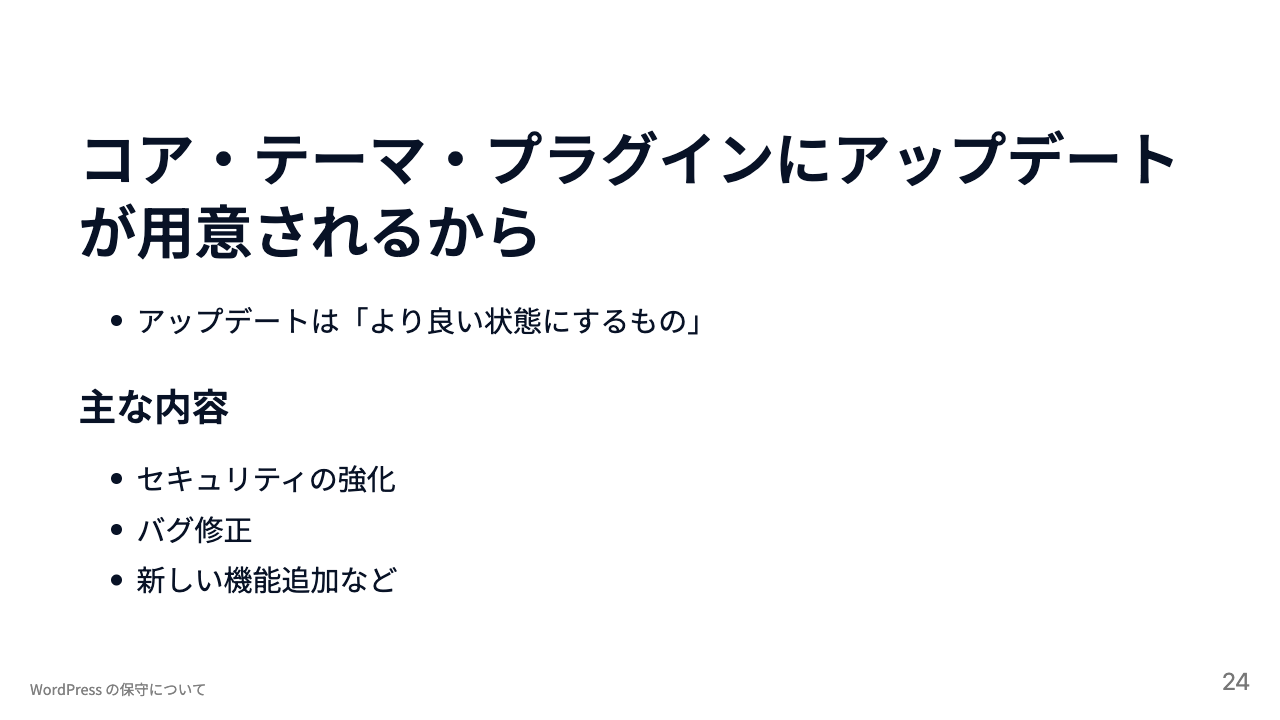 コア・テーマ・プラグインにアップデート
が用意されるから
• アップデートは「より良い状態にするもの」
主な内容
• セキュリティの強化
• バグ修正
• 新しい機能追加など
WordPress の保守について
24